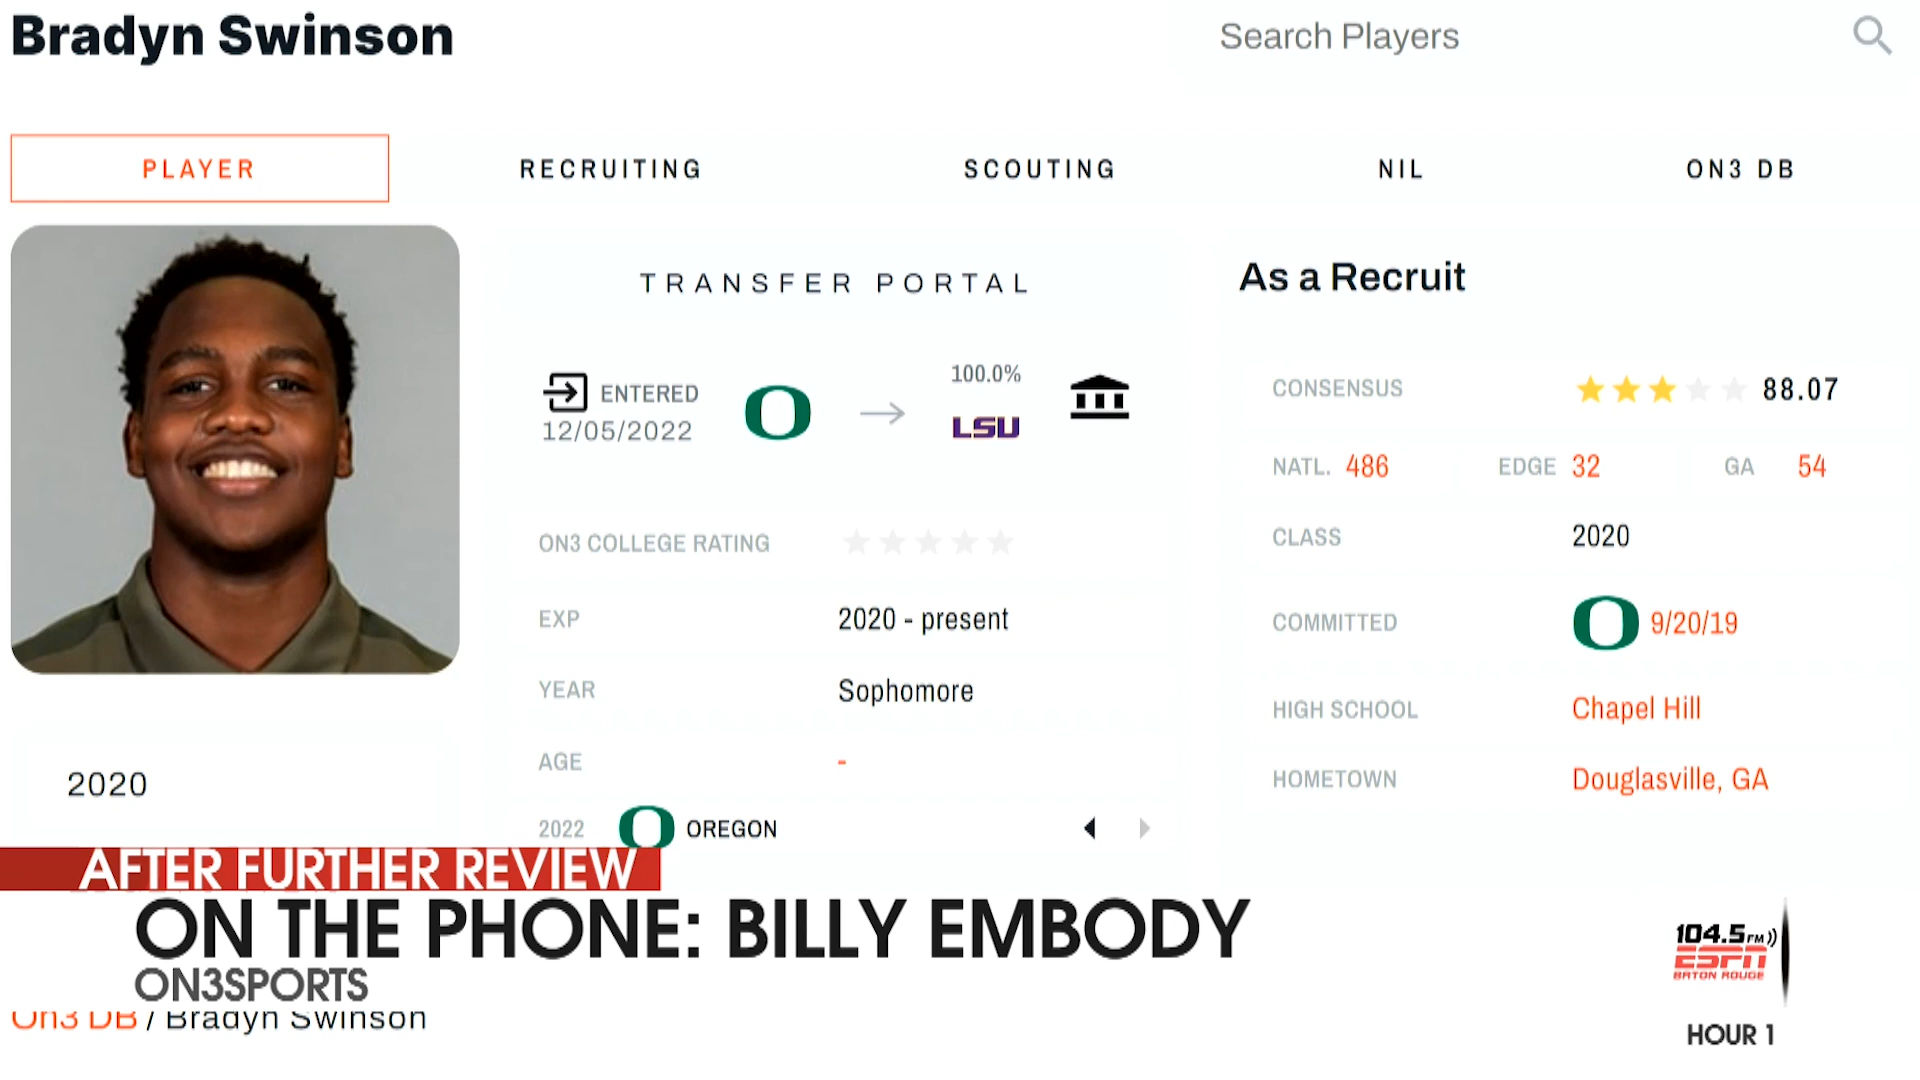 Bradyn Swinson
Search Players
PLAYER
RECRUITING
SCOUTING
NIL
ON3 DB
TRANSFER PORTAL
ENTERED
12/05/2022
O
100.0%
LSU
ON3 COLLEGE RATING
EXP 2020 - present
YEAR Sophomore
AGE -
2022 O OREGON
As a Recruit
CONSENSUS 88.07
NATL. 486 EDGE 32 GA 54
CLASS 2020
COMMITTED O 9/20/19
HIGH SCHOOL Chapel Hill
HOMETOWN Douglasville, GA
2020
AFTER FURTHER REVIEW
ON THE PHONE: BILLY EMBODY
ON3SPORTS
On3 DB / Bradyn Swinson
104.5 FM
ESPN
BATON ROUGE
HOUR 1